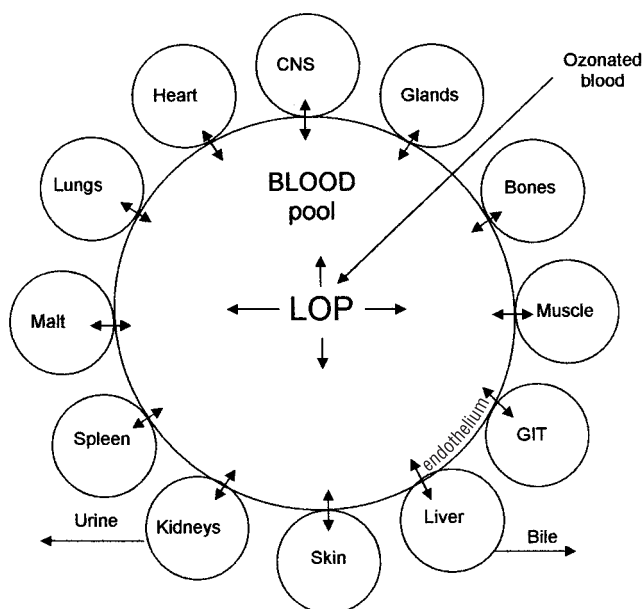 CNS
Ozonated
blood
Heart
Glands
BLOOD
pool
Lungs
Bones
LOP
Malt
Muscle
endothelium
Spleen
GIT
Urine
Kidneys
Liver
Skin
Bile